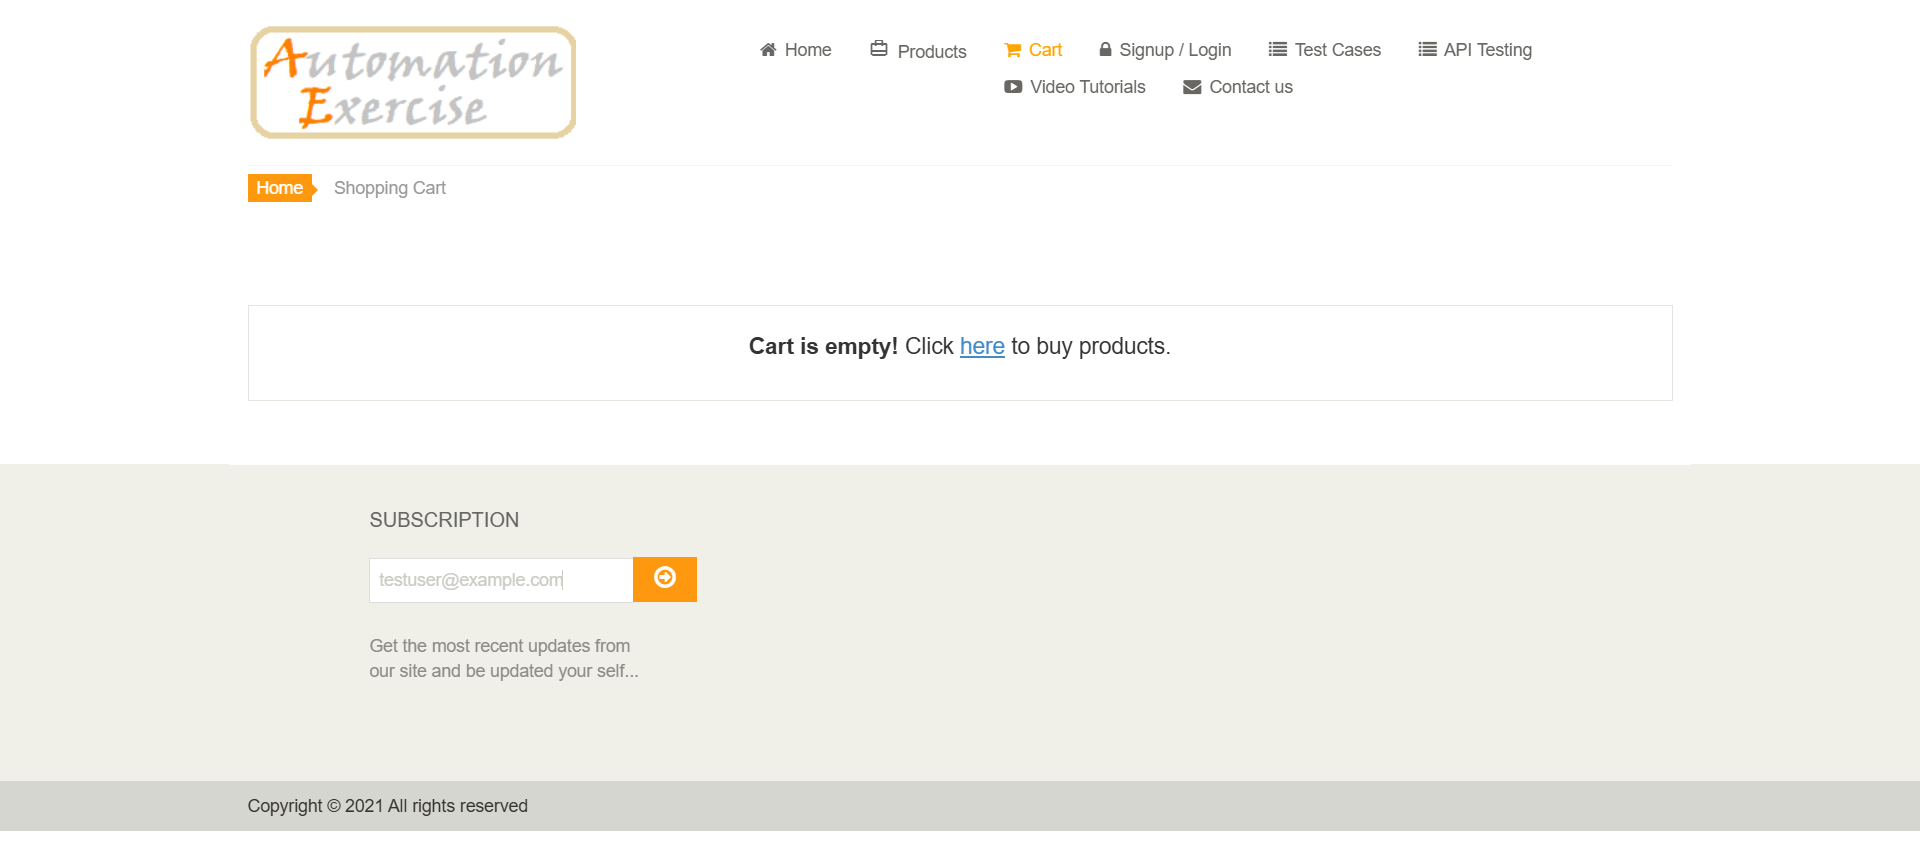 Automation
Exercise
Home Products Cart Signup / Login Test Cases API Testing
Video Tutorials Contact us
Home Shopping Cart
Cart is empty! Click here to buy products.
SUBSCRIPTION
testuser@example.com
Get the most recent updates from
our site and be updated your self...
Copyright © 2021 All rights reserved